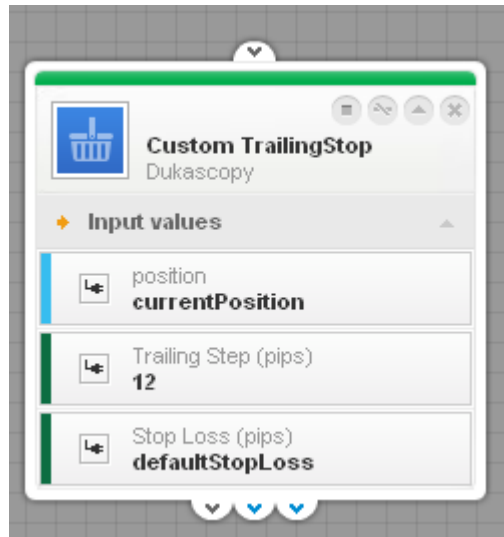 Custom TrailingStop
Dukascopy
Input values
position
currentPosition
Trailing Step (pips)
12
Stop Loss (pips)
defaultStopLoss